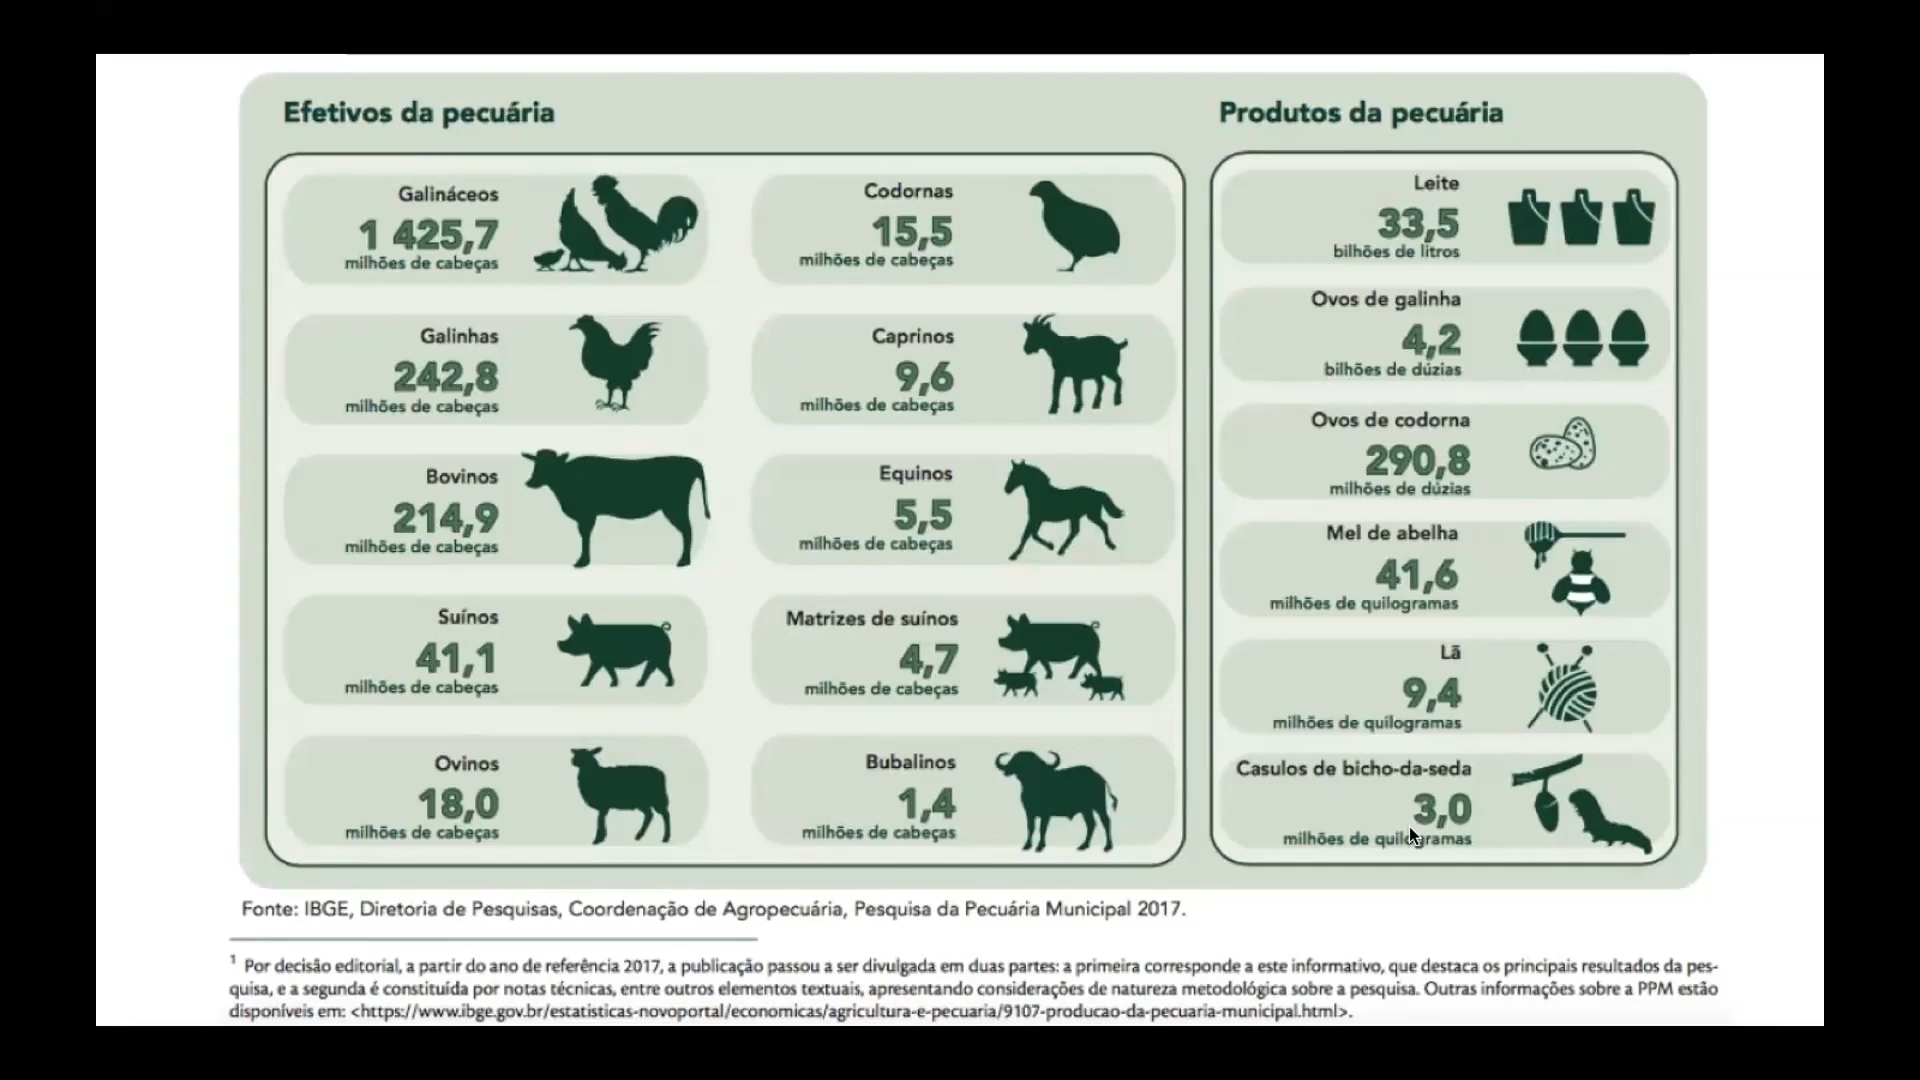 Efetivos da pecuária
Galináceos
1 425,7
milhões de cabeças
Galinhas
242,8
milhões de cabeças
Bovinos
214,9
milhões de cabeças
Suínos
41,1
milhões de cabeças
Ovinos
18,0
milhões de cabeças
Codornas
15,5
milhões de cabeças
Caprinos
9,6
milhões de cabeças
Equinos
5,5
milhões de cabeças
Matrizes de suínos
4,7
milhões de cabeças
Bubalinos
1,4
milhões de cabeças
Produtos da pecuária
Leite
33,5
bilhões de litros
Ovos de galinha
4,2
bilhões de dúzias
Ovos de codorna
290,8
milhões de dúzias
Mel de abelha
41,6
milhões de quilogramas
Lã
9,4
milhões de quilogramas
Casulos de bicho-da-seda
3,0
milhões de quilogramas
Fonte: IBGE, Diretoria de Pesquisas, Coordenação de Agropecuária, Pesquisa da Pecuária Municipal 2017.
1 Por decisão editorial, a partir do ano de referência 2017, a publicação passou a ser divulgada em duas partes: a primeira corresponde a este informativo, que destaca os principais resultados da pes-
quisa, e a segunda é constituída por notas técnicas, entre outros elementos textuais, apresentando considerações de natureza metodológica sobre a pesquisa. Outras informações sobre a PPM estão
disponíveis em: <https://www.ibge.gov.br/estatisticas-novoportal/economicas/agricultura-e-pecuaria/9107-producao-da-pecuaria-municipal.html>.